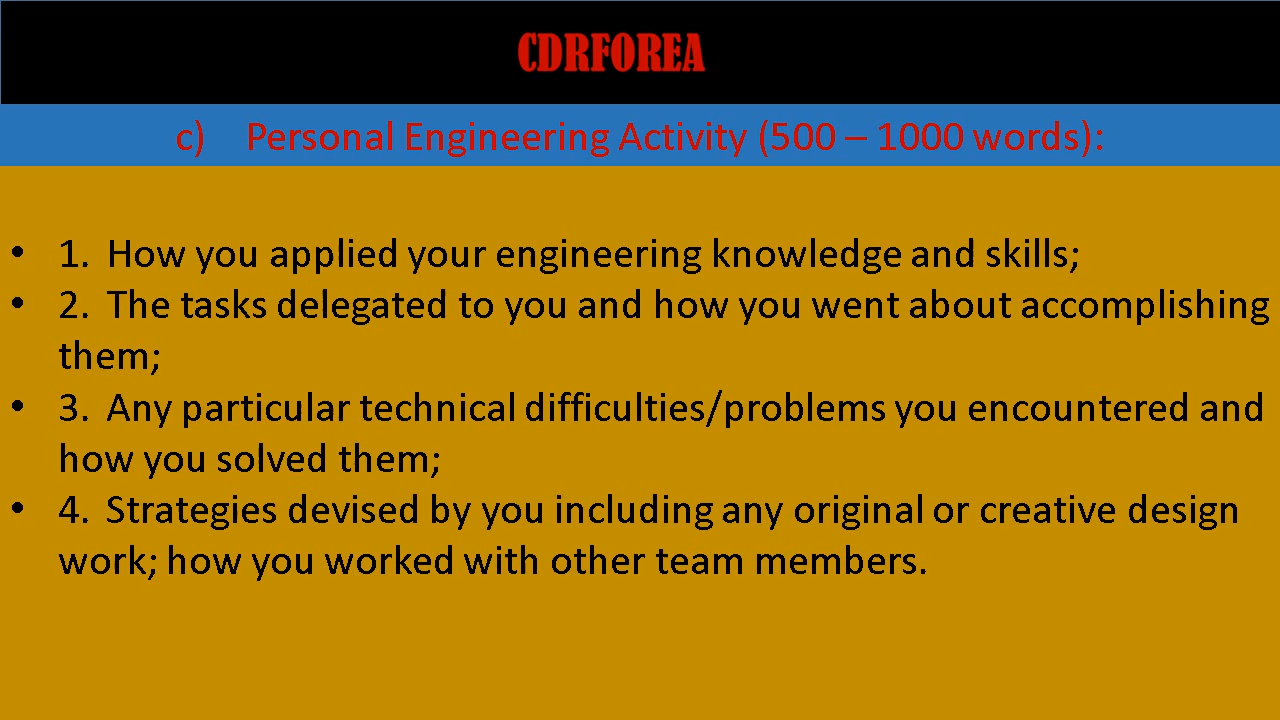 CDRFOREA
c) Personal Engineering Activity (500 – 1000 words):
• 1. How you applied your engineering knowledge and skills;
• 2. The tasks delegated to you and how you went about accomplishing
them;
• 3. Any particular technical difficulties/problems you encountered and
how you solved them;
• 4. Strategies devised by you including any original or creative design
work; how you worked with other team members.